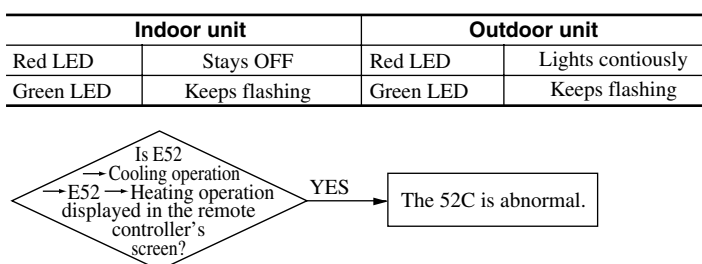 Indoor unit Outdoor unit
Red LED Stays OFF Red LED Lights contiously
Green LED Keeps flashing Green LED Keeps flashing
Is E52
→ Cooling operation
→ E52 → Heating operation
displayed in the remote
controller's
screen?
YES
The 52C is abnormal.